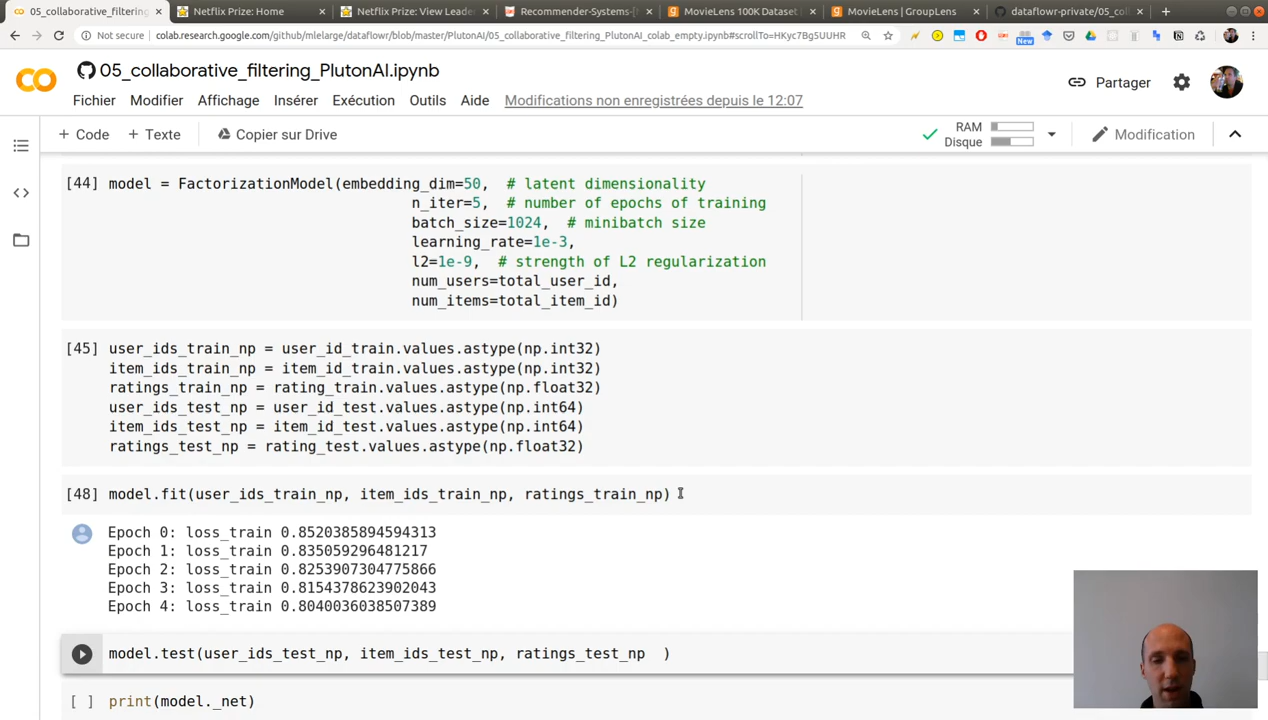 05_collaborative_filtering_
Netflix Prize: Home
Netflix Prize: View Leade
Recommender-Systems-[
MovieLens 100K Dataset
MovieLens | GroupLens
dataflowr-private/05_col
Not secure
colab.research.google.com/github/mlelarge/dataflowr/blob/master/PlutonAI/05_collaborative_filtering_PlutonAI_colab_empty.ipynb#scrollTo=HKyc7Bg5UUHR
New
05_collaborative_filtering_PlutonAI.ipynb
Partager
Fichier Modifier Affichage Insérer Exécution Outils Aide Modifications non enregistrées depuis le 12:07
+ Code + Texte Copier sur Drive
RAM
Disque
Modification
[44] model = FactorizationModel(embedding_dim=50, # latent dimensionality
n_iter=5, # number of epochs of training
batch_size=1024, # minibatch size
learning_rate=1e-3,
l2=1e-9, # strength of L2 regularization
num_users=total_user_id,
num_items=total_item_id)
[45] user_ids_train_np = user_id_train.values.astype(np.int32)
item_ids_train_np = item_id_train.values.astype(np.int32)
ratings_train_np = rating_train.values.astype(np.float32)
user_ids_test_np = user_id_test.values.astype(np.int64)
item_ids_test_np = item_id_test.values.astype(np.int64)
ratings_test_np = rating_test.values.astype(np.float32)
[48] model.fit(user_ids_train_np, item_ids_train_np, ratings_train_np)
Epoch 0: loss_train 0.8520385894594313
Epoch 1: loss_train 0.835059296481217
Epoch 2: loss_train 0.8253907304775866
Epoch 3: loss_train 0.8154378623902043
Epoch 4: loss_train 0.8040036038507389
model.test(user_ids_test_np, item_ids_test_np, ratings_test_np )
[ ] print(model._net)